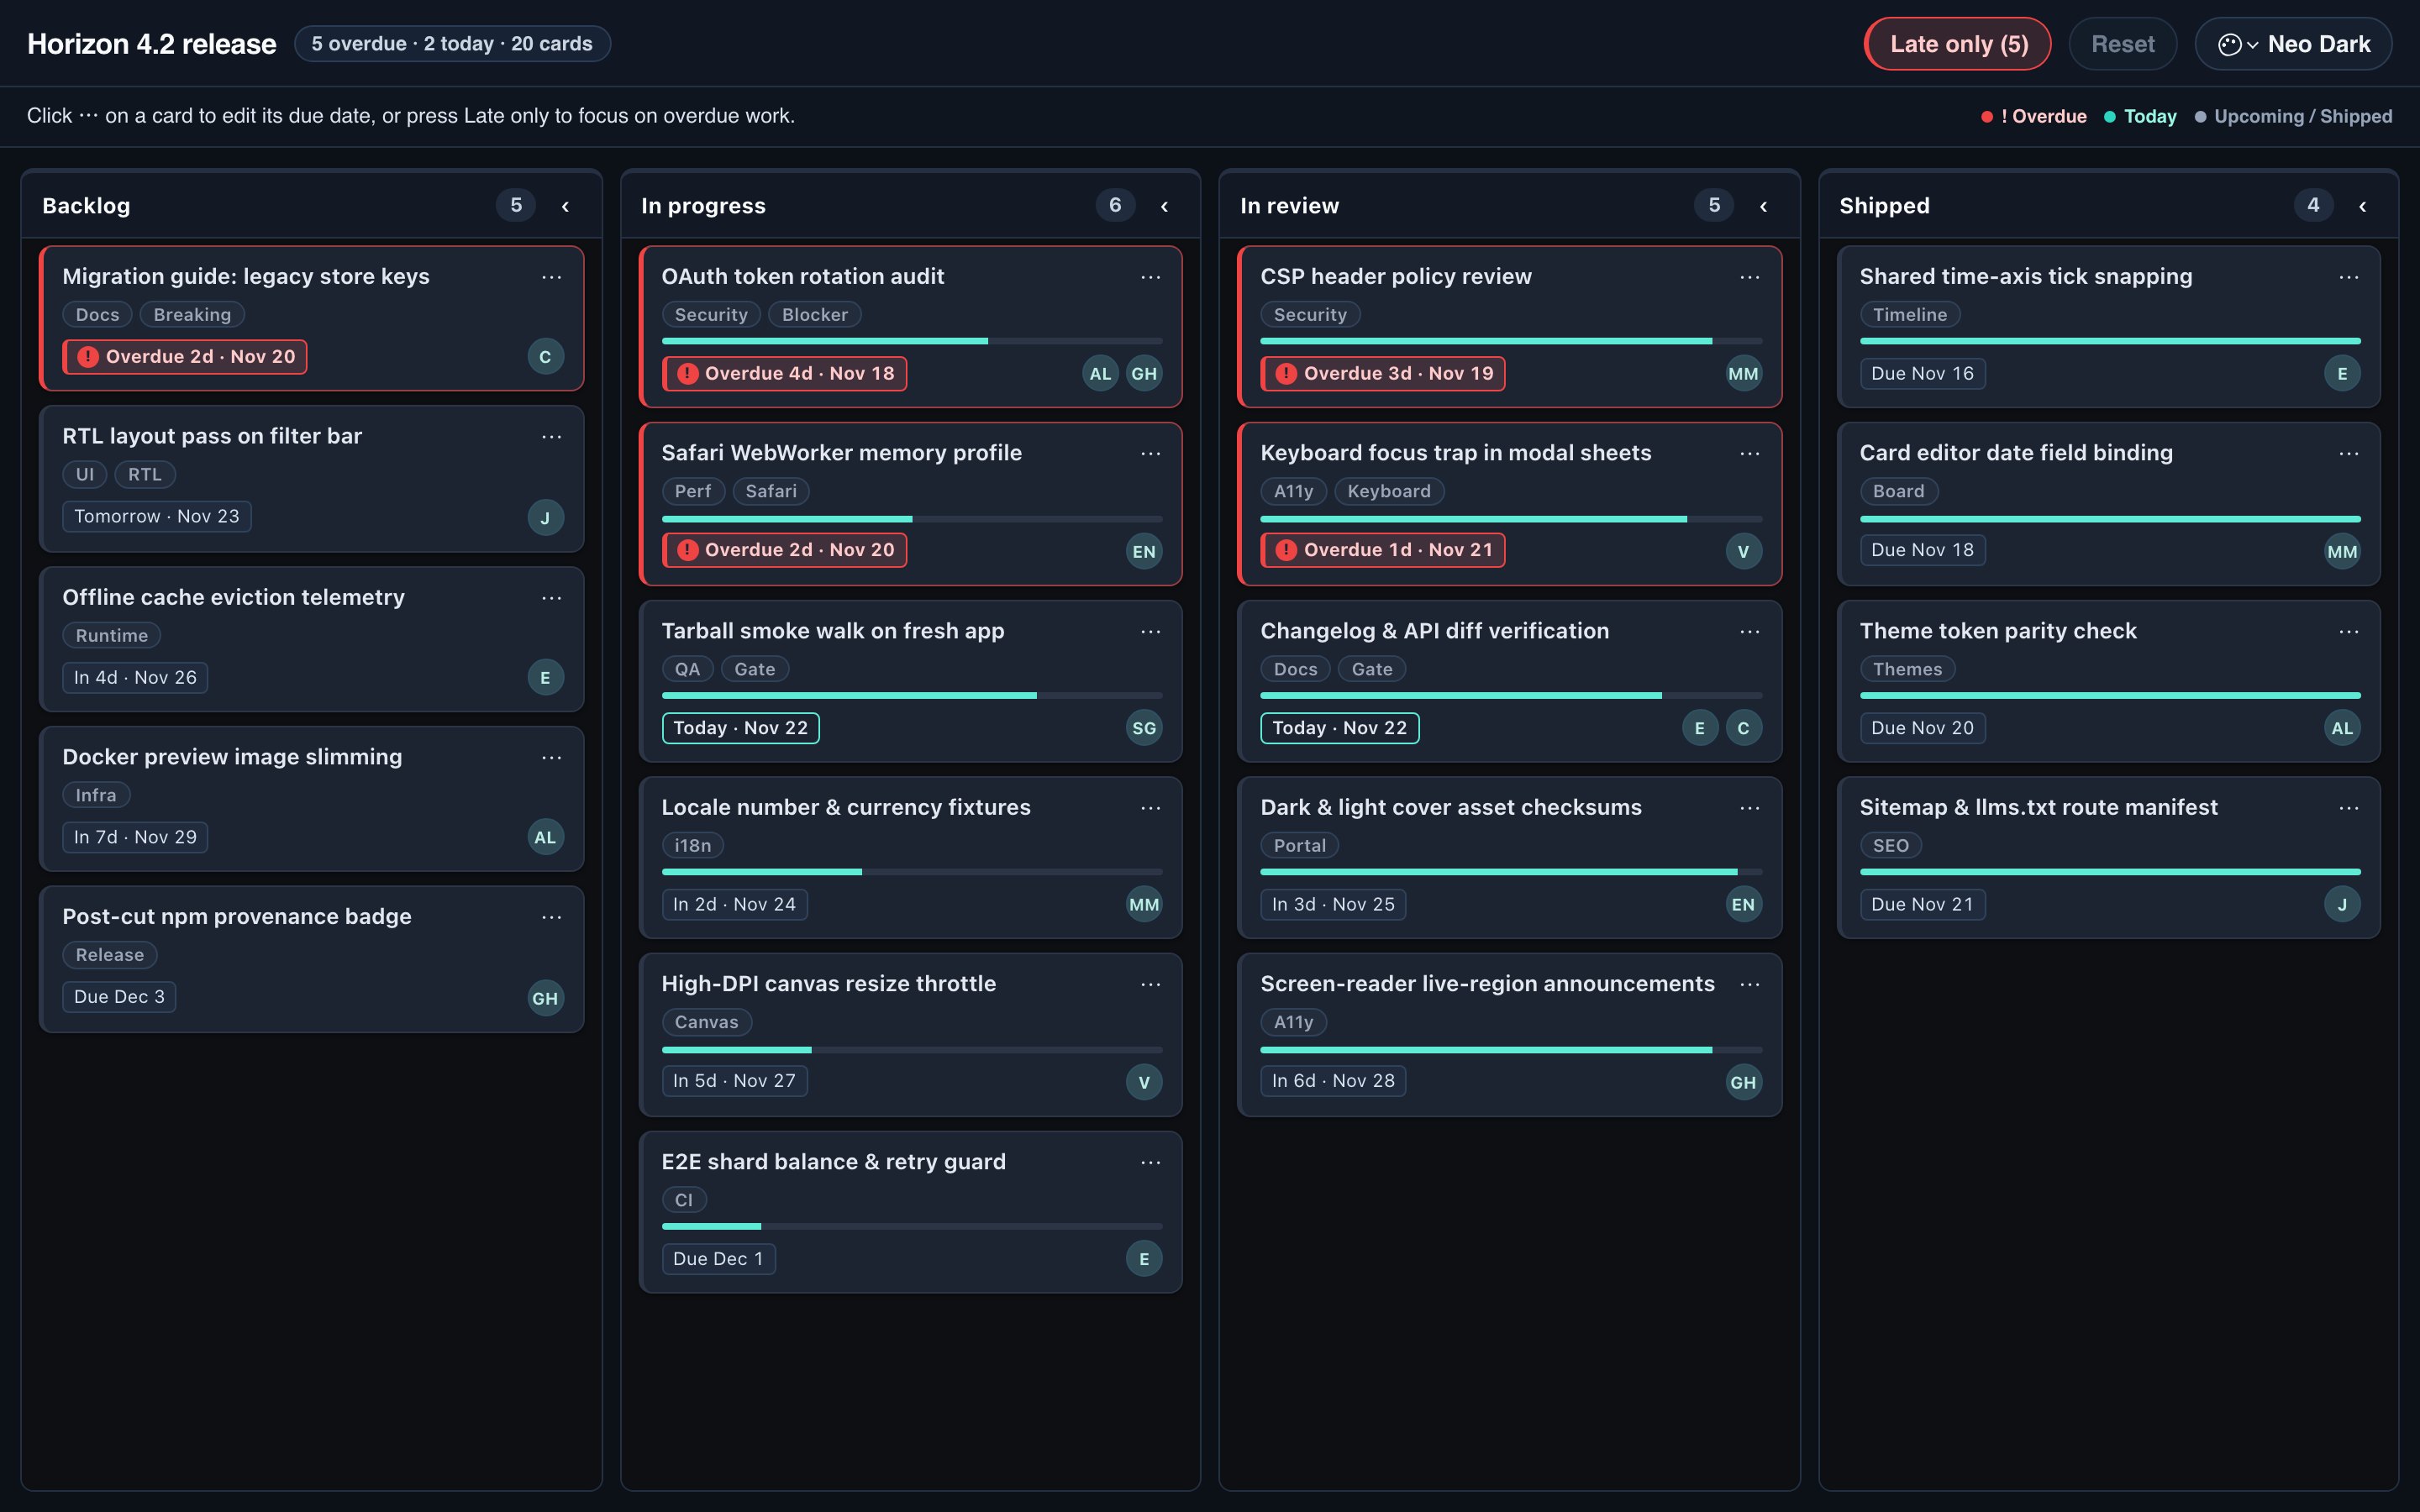 Horizon 4.2 release
5 overdue · 2 today · 20 cards
Late only (5)
Reset
Neo Dark
Click ··· on a card to edit its due date, or press Late only to focus on overdue work.
! Overdue
Today
Upcoming / Shipped
Backlog
5
Migration guide: legacy store keys
Docs Breaking
! Overdue 2d · Nov 20
C
RTL layout pass on filter bar
UI RTL
Tomorrow · Nov 23
J
Offline cache eviction telemetry
Runtime
In 4d · Nov 26
E
Docker preview image slimming
Infra
In 7d · Nov 29
AL
Post-cut npm provenance badge
Release
Due Dec 3
GH
In progress
6
OAuth token rotation audit
Security Blocker
! Overdue 4d · Nov 18
AL GH
Safari WebWorker memory profile
Perf Safari
! Overdue 2d · Nov 20
EN
Tarball smoke walk on fresh app
QA Gate
Today · Nov 22
SG
Locale number & currency fixtures
i18n
In 2d · Nov 24
MM
High-DPI canvas resize throttle
Canvas
In 5d · Nov 27
V
E2E shard balance & retry guard
CI
Due Dec 1
E
In review
5
CSP header policy review
Security
! Overdue 3d · Nov 19
MM
Keyboard focus trap in modal sheets
A11y Keyboard
! Overdue 1d · Nov 21
V
Changelog & API diff verification
Docs Gate
Today · Nov 22
E C
Dark & light cover asset checksums
Portal
In 3d · Nov 25
EN
Screen-reader live-region announcements
A11y
In 6d · Nov 28
GH
Shipped
4
Shared time-axis tick snapping
Timeline
Due Nov 16
E
Card editor date field binding
Board
Due Nov 18
MM
Theme token parity check
Themes
Due Nov 20
AL
Sitemap & llms.txt route manifest
SEO
Due Nov 21
J